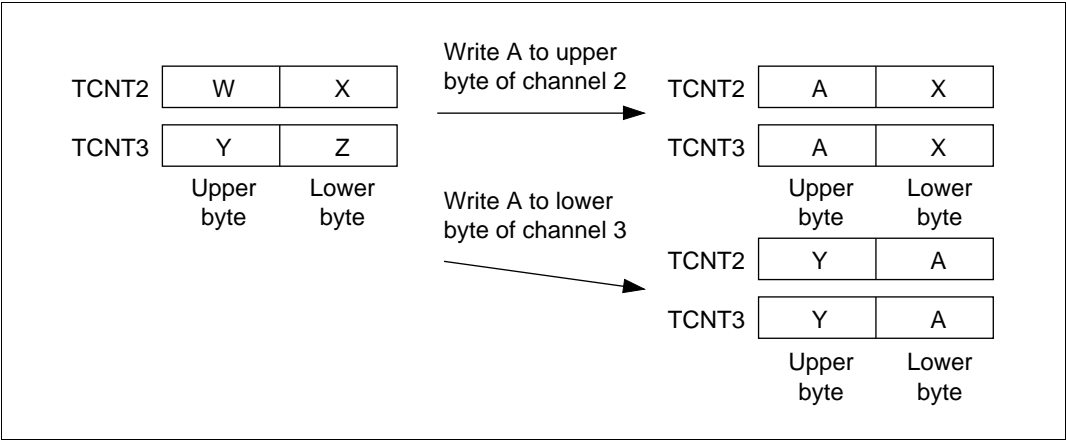 Write A to upper
byte of channel 2
TCNT2 W X
TCNT3 Y Z
Upper byte Lower byte
TCNT2 A X
TCNT3 A X
Upper byte Lower byte
Write A to lower
byte of channel 3
TCNT2 Y A
TCNT3 Y A
Upper byte Lower byte